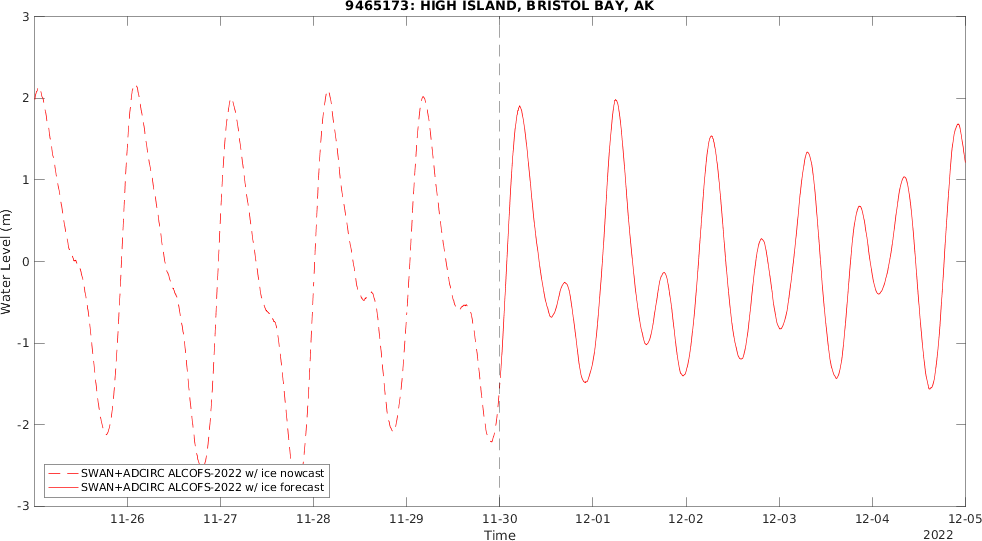 9465173: HIGH ISLAND, BRISTOL BAY, AK
3
2
1
0
-1
-2
-3
Water Level (m)
SWAN+ADCIRC ALCOFS-2022 w/ ice nowcast
SWAN+ADCIRC ALCOFS-2022 w/ ice forecast
11-26 11-27 11-28 11-29 11-30 12-01 12-02 12-03 12-04 12-05
Time
2022